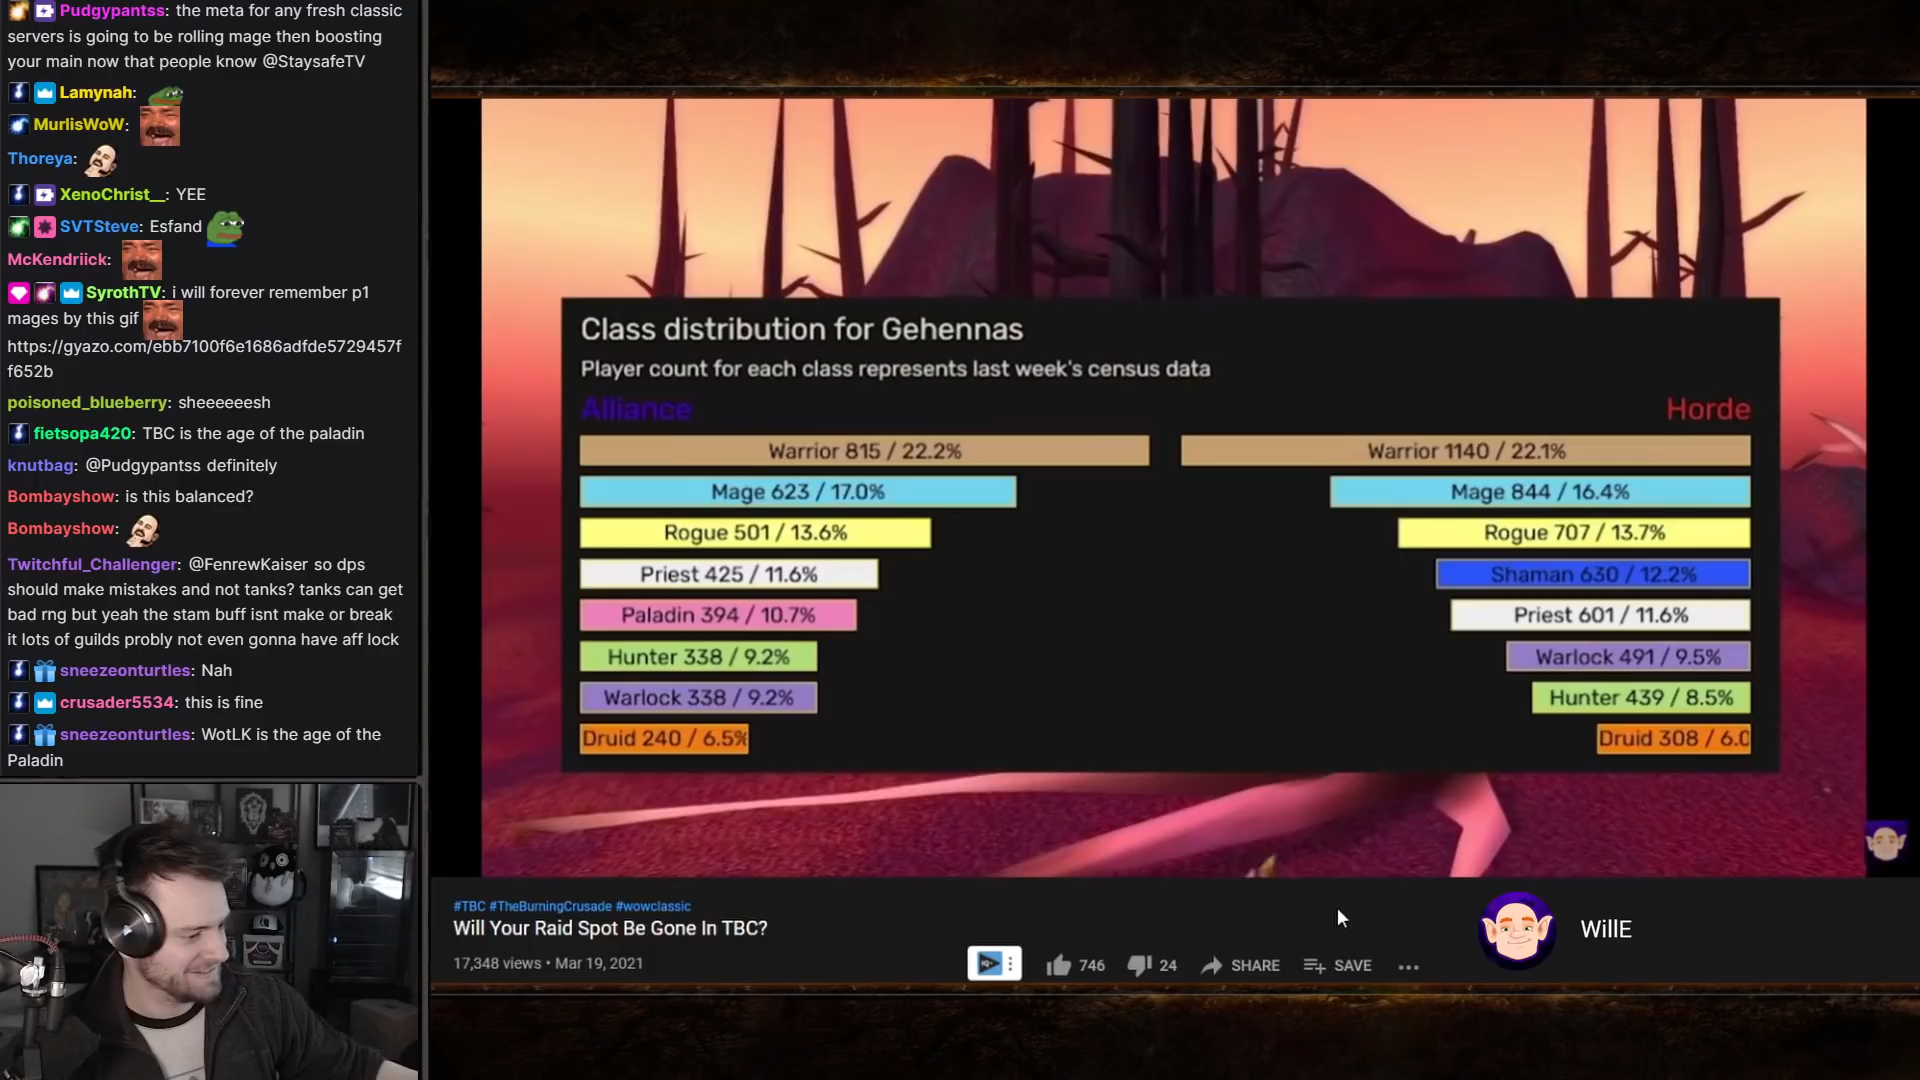 Pudgypantss: the meta for any fresh classic
servers is going to be rolling mage then boosting
your main now that people know @StaysafeTV
Lamynah:
MurlisWoW:
Thoreya:
XenoChrist__: YEE
SVTSteve: Esfand
McKendriick:
SyrothTV: i will forever remember p1
mages by this gif
https://gyazo.com/ebb7100f6e1686adfde5729457f
f652b
poisoned_blueberry: sheeeeeesh
fietsopa420: TBC is the age of the paladin
knutbag: @Pudgypantss definitely
Bombayshow: is this balanced?
Bombayshow:
Twitchful_Challenger: @FenrewKaiser so dps
should make mistakes and not tanks? tanks can get
bad rng but yeah the stam buff isnt make or break
it lots of guilds probly not even gonna have aff lock
sneezeonturtles: Nah
crusader5534: this is fine
sneezeonturtles: WotLK is the age of the
Paladin
Class distribution for Gehennas
Player count for each class represents last week's census data
Alliance
Horde
Warrior 815 / 22.2%
Warrior 1140 / 22.1%
Mage 623 / 17.0%
Mage 844 / 16.4%
Rogue 501 / 13.6%
Rogue 707 / 13.7%
Priest 425 / 11.6%
Shaman 630 / 12.2%
Paladin 394 / 10.7%
Priest 601 / 11.6%
Hunter 338 / 9.2%
Warlock 491 / 9.5%
Warlock 338 / 9.2%
Hunter 439 / 8.5%
Druid 240 / 6.5%
Druid 308 / 6.0
#TBC #TheBurningCrusade #wowclassic
Will Your Raid Spot Be Gone In TBC?
17,348 views • Mar 19, 2021
746
24
SHARE
SAVE
WillE